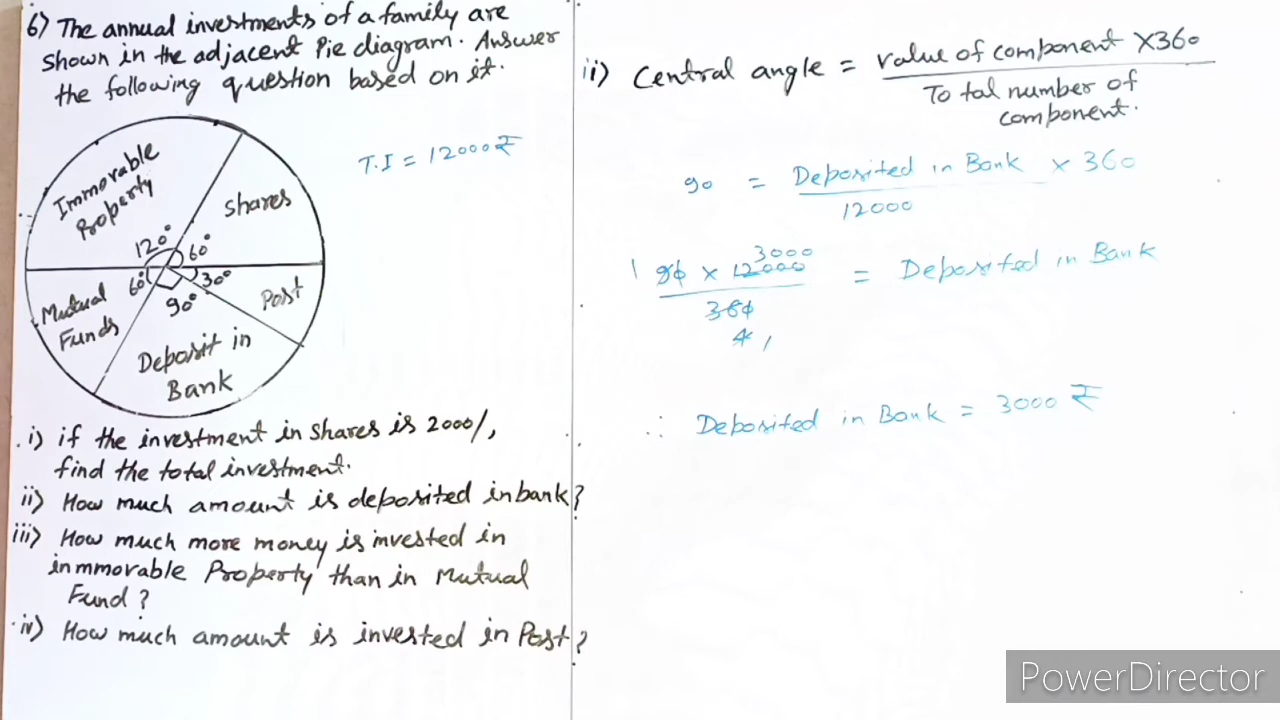 6) The annual investments of a family are
shown in the adjacent Pie diagram. Answer
the following question based on it.
T.I = 12000 ₹
Immorable
Property
shares
120° 60°
60° 30°
90°
Mutual
Funds
Post
Deposit in
Bank
i) if the investment in shares is 2000/,
find the total investment.
ii) How much amount is deposited in bank?
iii) How much more money is invested in
inmmorable Property than in Mutual
Fund?
iv) How much amount is invested in Post?
ii) Central angle = value of component X360
Total number of
component.
90 = Deposited in Bank × 360
12000
1 3000
90 × 12000 = Deposited in Bank
360
4
∴ Deposited in Bank = 3000 ₹
PowerDirector